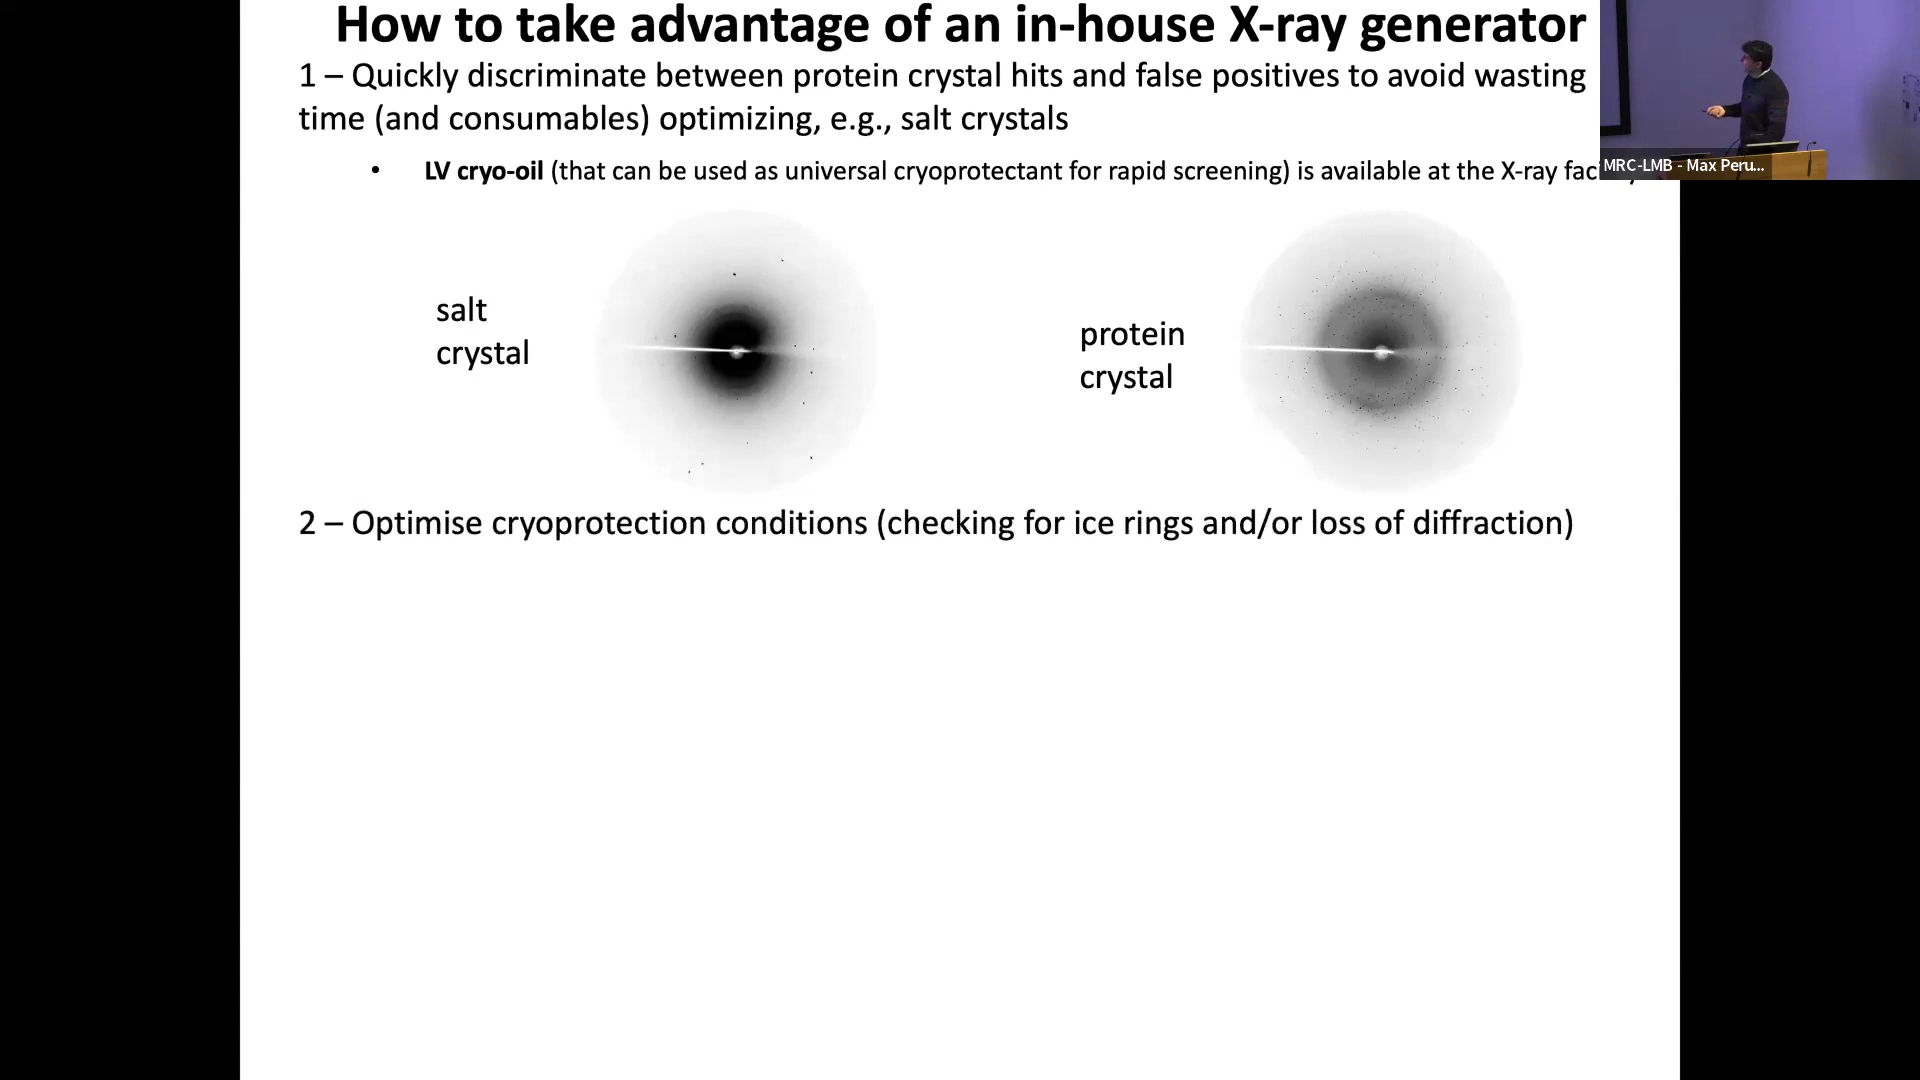 How to take advantage of an in-house X-ray generator
1 – Quickly discriminate between protein crystal hits and false positives to avoid wasting
time (and consumables) optimizing, e.g., salt crystals
• LV cryo-oil (that can be used as universal cryoprotectant for rapid screening) is available at the X-ray
MRC-LMB - Max Peru...
salt
crystal
protein
crystal
2 – Optimise cryoprotection conditions (checking for ice rings and/or loss of diffraction)